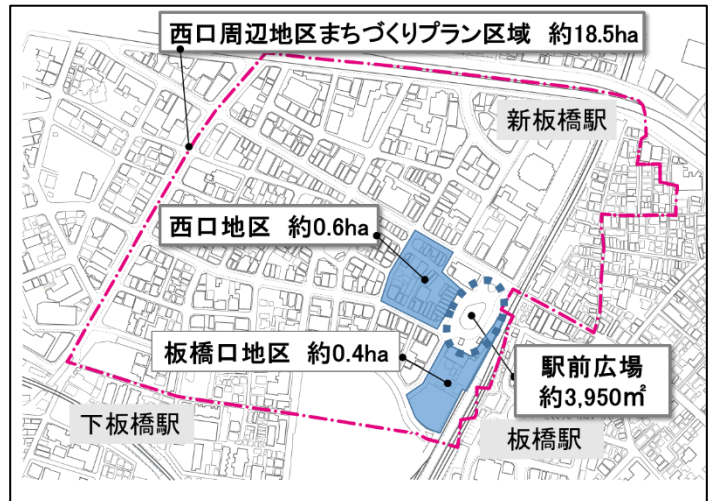 西口周辺地区まちづくりプラン区域 約18.5ha
新板橋駅
西口地区 約0.6ha
板橋口地区 約0.4ha
駅前広場
約3,950㎡
下板橋駅
板橋駅